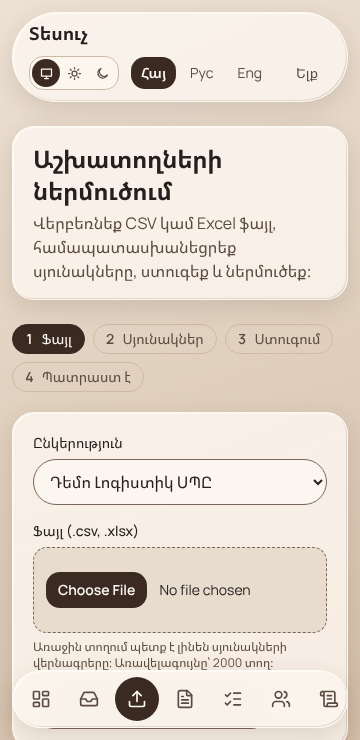 Տեսուչ
Հայ Рус Eng Ելք
Աշխատողների
ներմուծում
Վերբեռնեք CSV կամ Excel ֆայլ,
համապատասխանեցրեք
սյունակները, ստուգեք և ներմուծեք:
1 Ֆայլ 2 Սյունակներ 3 Ստուգում
4 Պատրաստ է
Ընկերություն
Դեմո Լոգիստիկ ՍՊԸ
Ֆայլ (.csv, .xlsx)
Choose File No file chosen
Առաջին տողում պետք է լինեն սյունակների
վերնագրերը: Առավելագույնը՝ 2000 տող: